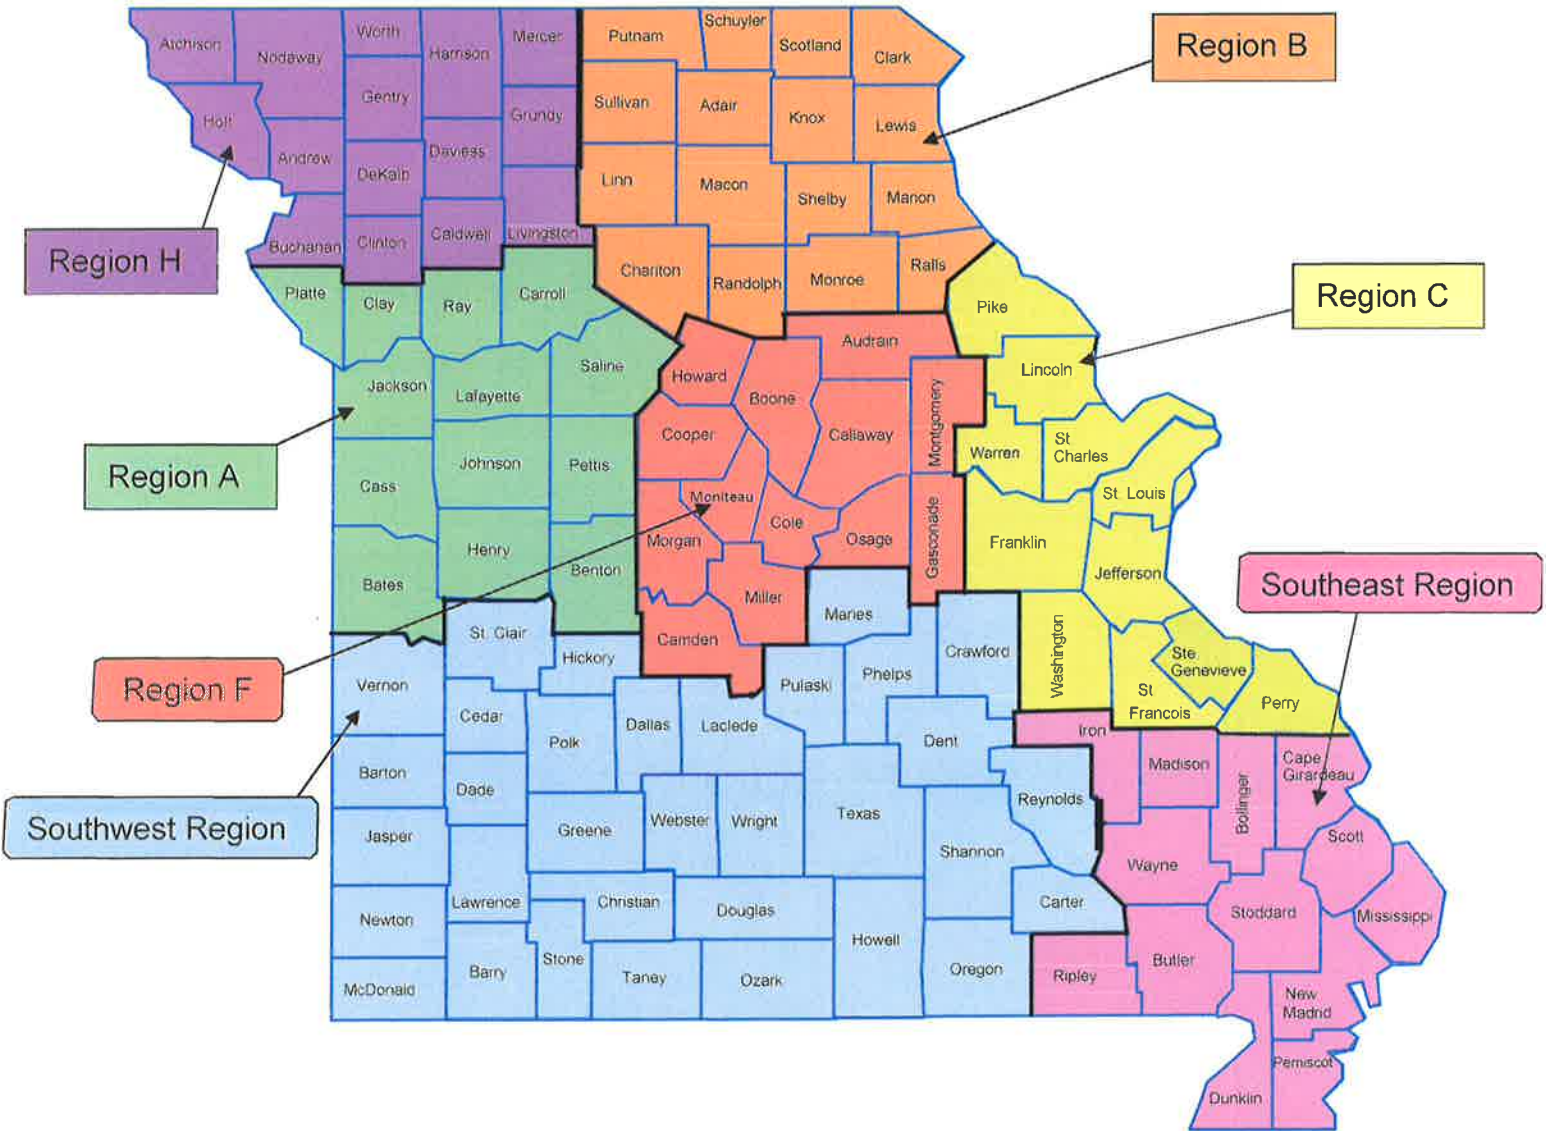 Atchison
Nodaway
Worth
Harrison
Mercer
Putnam
Schuyler
Scotland
Clark
Region B
Gentry
Holt
Grundy
Sullivan
Adair
Knox
Lewis
Andrew
DeKalb
Daviess
Linn
Macon
Shelby
Marion
Buchanan
Clinton
Caldwell
Livingston
Region H
Chariton
Randolph
Monroe
Ralls
Platte
Clay
Ray
Carroll
Pike
Region C
Audrain
Howard
Saline
Lincoln
Jackson
Lafayette
Boone
Montgomery
Cooper
Callaway
Warren
St
Charles
Region A
Johnson
Pettis
Cass
Moniteau
St. Louis
Cole
Morgan
Osage
Gasconade
Franklin
Henry
Benton
Jefferson
Bates
Southeast Region
Miller
Maries
St. Clair
Camden
Crawford
Washington
Hickory
Ste.
Genevieve
Region F
Vernon
Pulaski
Phelps
St
Francois
Perry
Cedar
Polk
Dallas
Laclede
Dent
Iron
Barton
Madison
Cape
Girardeau
Dade
Reynolds
Bollinger
Southwest Region
Jasper
Greene
Webster
Wright
Texas
Shannon
Scott
Wayne
Lawrence
Christian
Douglas
Carter
Stoddard
Mississippi
Newton
Howell
Barry
Stone
Taney
Ozark
Oregon
Ripley
Butler
McDonald
New
Madrid
Pemiscot
Dunklin